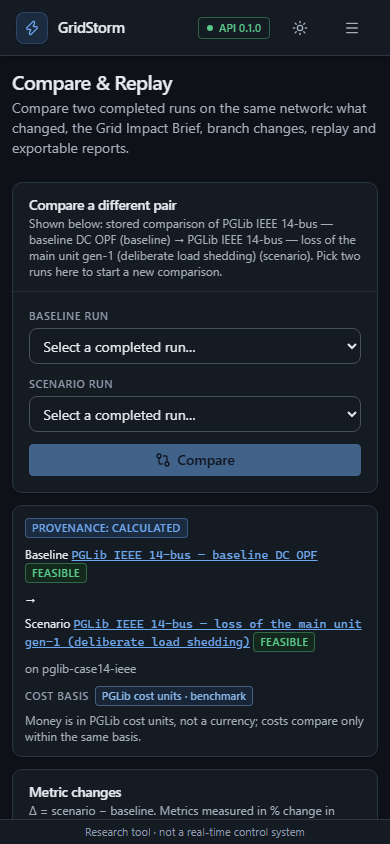 GridStorm
API 0.1.0
Compare & Replay
Compare two completed runs on the same network: what
changed, the Grid Impact Brief, branch changes, replay and
exportable reports.
Compare a different pair
Shown below: stored comparison of PGLib IEEE 14-bus —
baseline DC OPF (baseline) → PGLib IEEE 14-bus — loss of the
main unit gen-1 (deliberate load shedding) (scenario). Pick two
runs here to start a new comparison.
BASELINE RUN
Select a completed run...
SCENARIO RUN
Select a completed run...
Compare
PROVENANCE: CALCULATED
Baseline PGLib IEEE 14-bus — baseline DC OPF
FEASIBLE
→
Scenario PGLib IEEE 14-bus — loss of the main unit
gen-1 (deliberate load shedding) FEASIBLE
on pglib-case14-ieee
COST BASIS PGLib cost units · benchmark
Money is in PGLib cost units, not a currency; costs compare only
within the same basis.
Metric changes
Δ = scenario − baseline. Metrics measured in % change in
Research tool · not a real-time control system